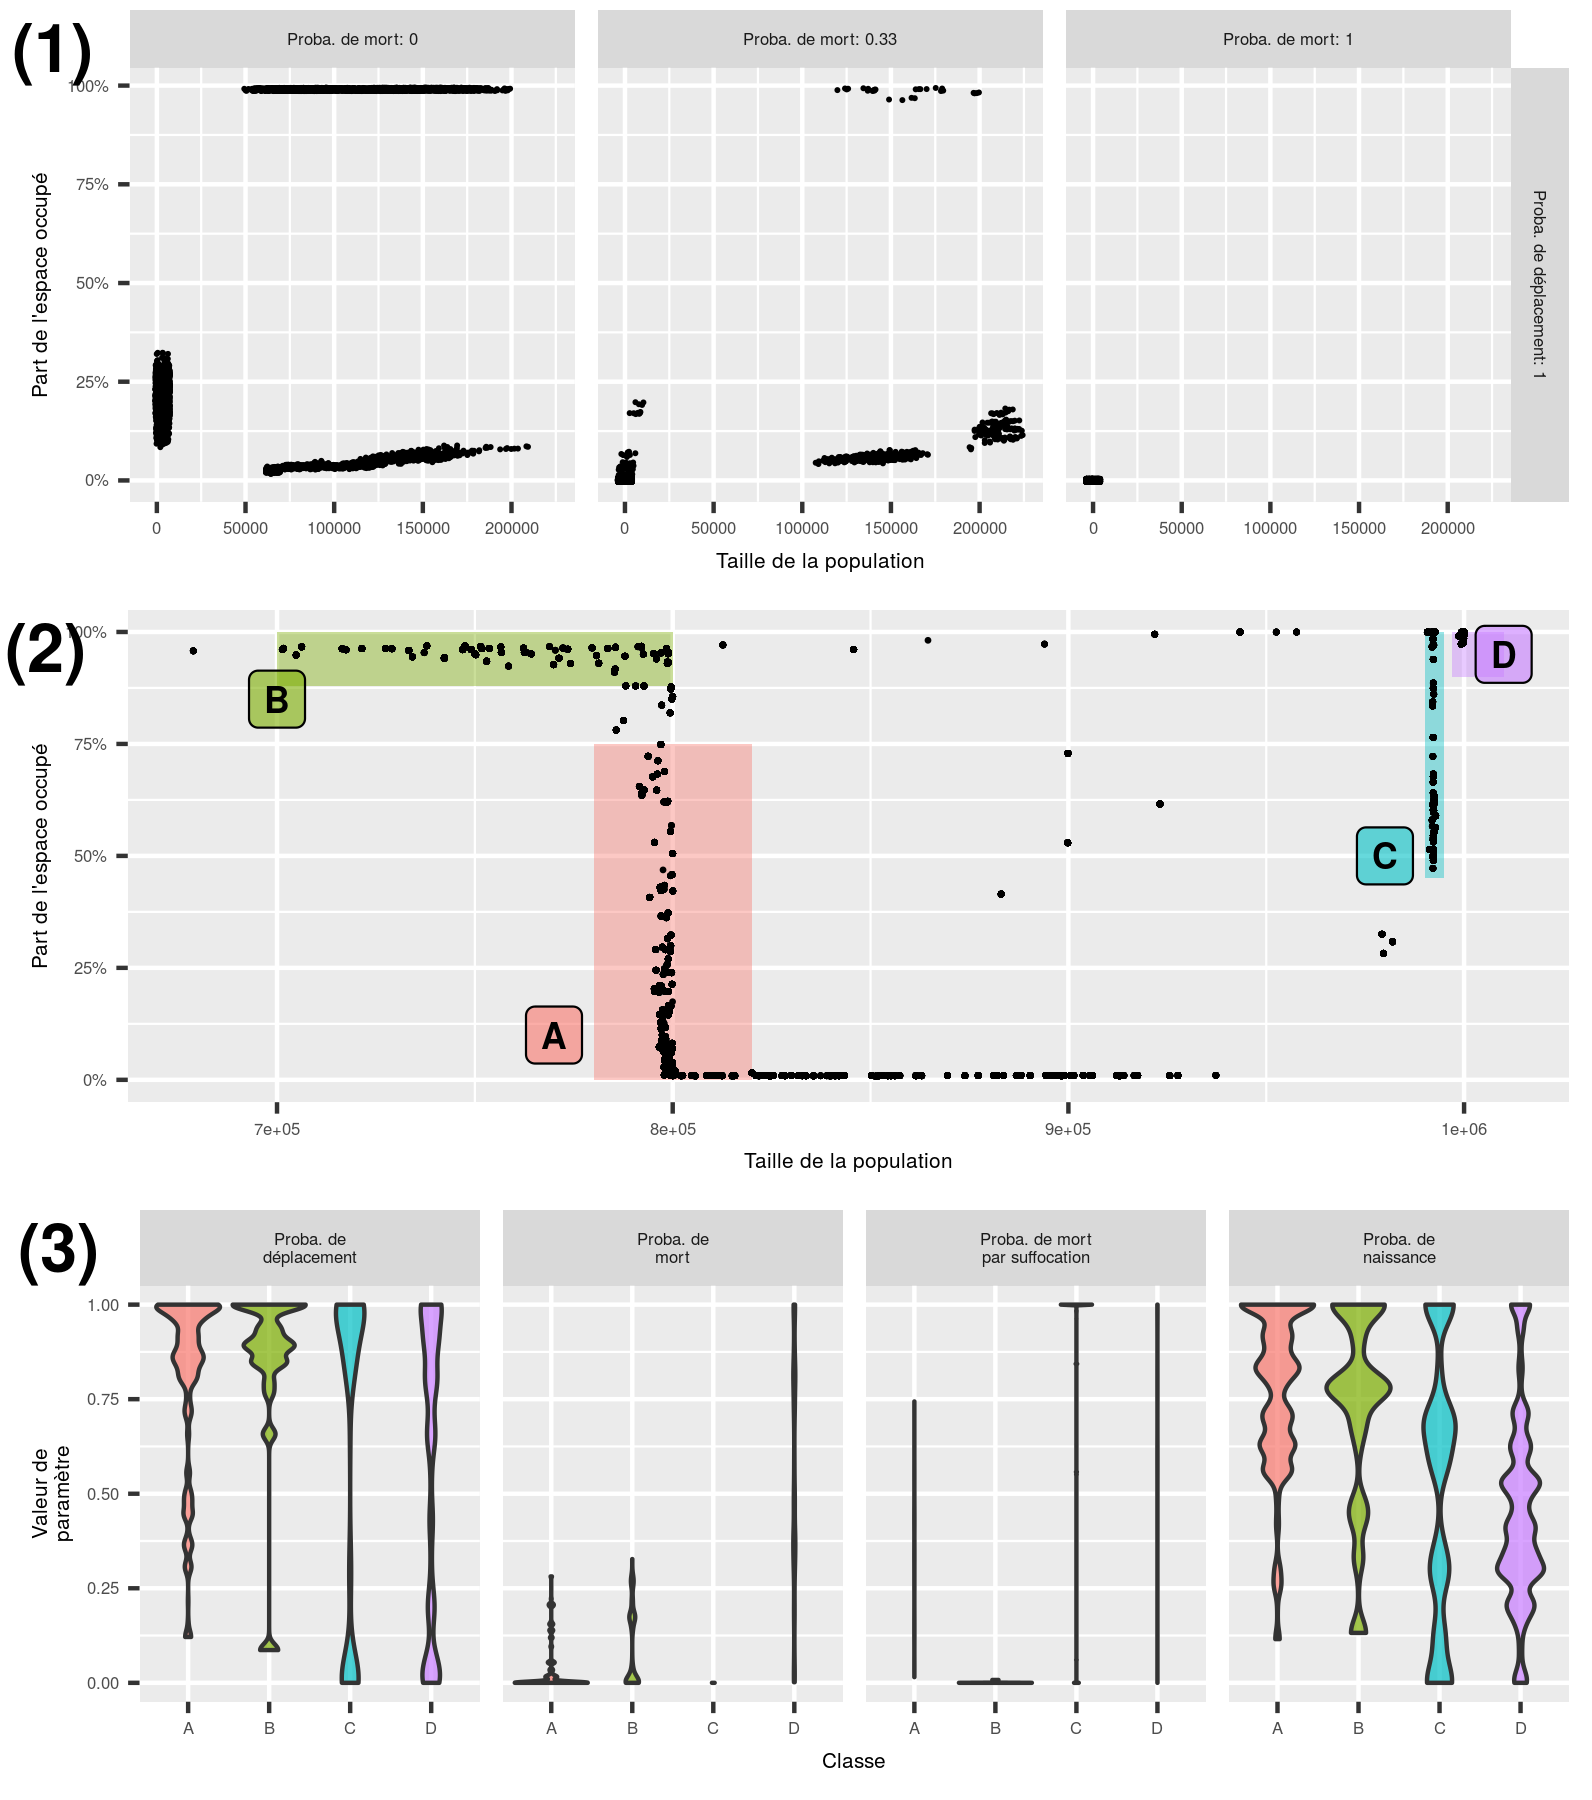 (1)
Proba. de mort: 0
Proba. de mort: 0.33
Proba. de mort: 1
Part de l'espace occupé
100%
75%
50%
25%
0%
Proba. de déplacement: 1
0 50000 100000 150000 200000
0 50000 100000 150000 200000
0 50000 100000 150000 200000
Taille de la population
(2)
Part de l'espace occupé
100%
75%
50%
25%
0%
B
D
C
A
7e+05 8e+05 9e+05 1e+06
Taille de la population
(3)
Proba. de
déplacement
Proba. de
mort
Proba. de mort
par suffocation
Proba. de
naissance
Valeur de
paramètre
1.00
0.75
0.50
0.25
0.00
A B C D
A B C D
A B C D
A B C D
Classe